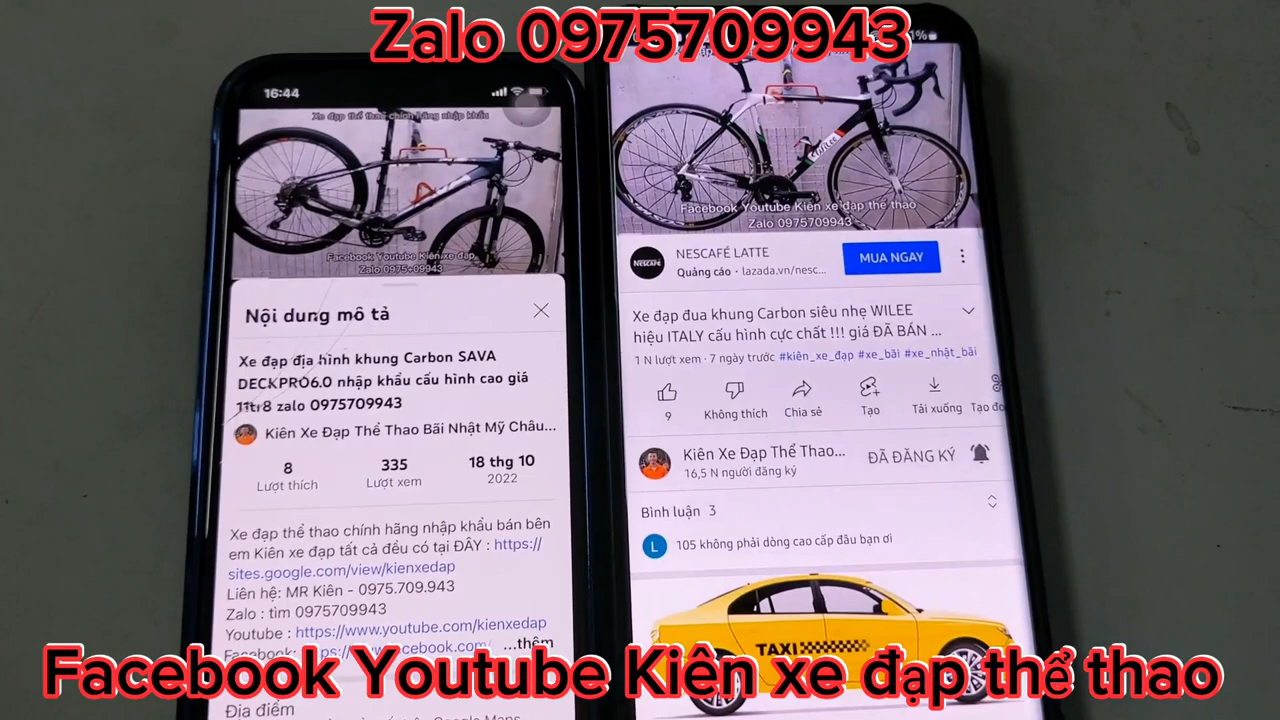 Zalo 0975709943
16:44
Xe đạp thể thao chính hãng nhập khẩu
Facebook Youtube Kiên xe đạp
Nội dung mô tả
Xe đạp địa hình khung Carbon SAVA
DECKPRO6.0 nhập khẩu cấu hình cao giá
11tr8 zalo 0975709943
Kiên Xe Đạp Thể Thao Bãi Nhật Mỹ Châu...
8
335
18 thg 10
Lượt thích
Lượt xem
2022
Xe đạp thể thao chính hãng nhập khẩu bán bên
em Kiên xe đạp tất cả đều có tại ĐÂY : https://
sites.google.com/view/kienxedap
Liên hệ: MR Kiên - 0975.709.943
Zalo : tìm 0975709943
Youtube : https://www.youtube.com/kienxedap
...thêm
Địa điểm
Facebook Youtube Kiên xe đạp thể thao
Zalo 0975709943
NESCAFÉ
NESCAFÉ LATTE
Quảng cáo · lazada.vn/nesc...
MUA NGAY
Xe đạp đua khung Carbon siêu nhẹ WILEE
hiệu ITALY cấu hình cực chất !!! giá ĐÃ BÁN ...
1 N lượt xem · 7 ngày trước #kiên_xe_đạp #xe_bãi #xe_nhật_bãi
9
Không thích
Chia sẻ
Tạo
Tải xuống
Tạo đo
Kiên Xe Đạp Thể Thao...
16,5 N người đăng ký
ĐÃ ĐĂNG KÝ
Bình luận 3
L
105 không phải dòng cao cấp đâu bạn ơi
TAXI
Facebook Youtube Kiên xe đạp thể thao